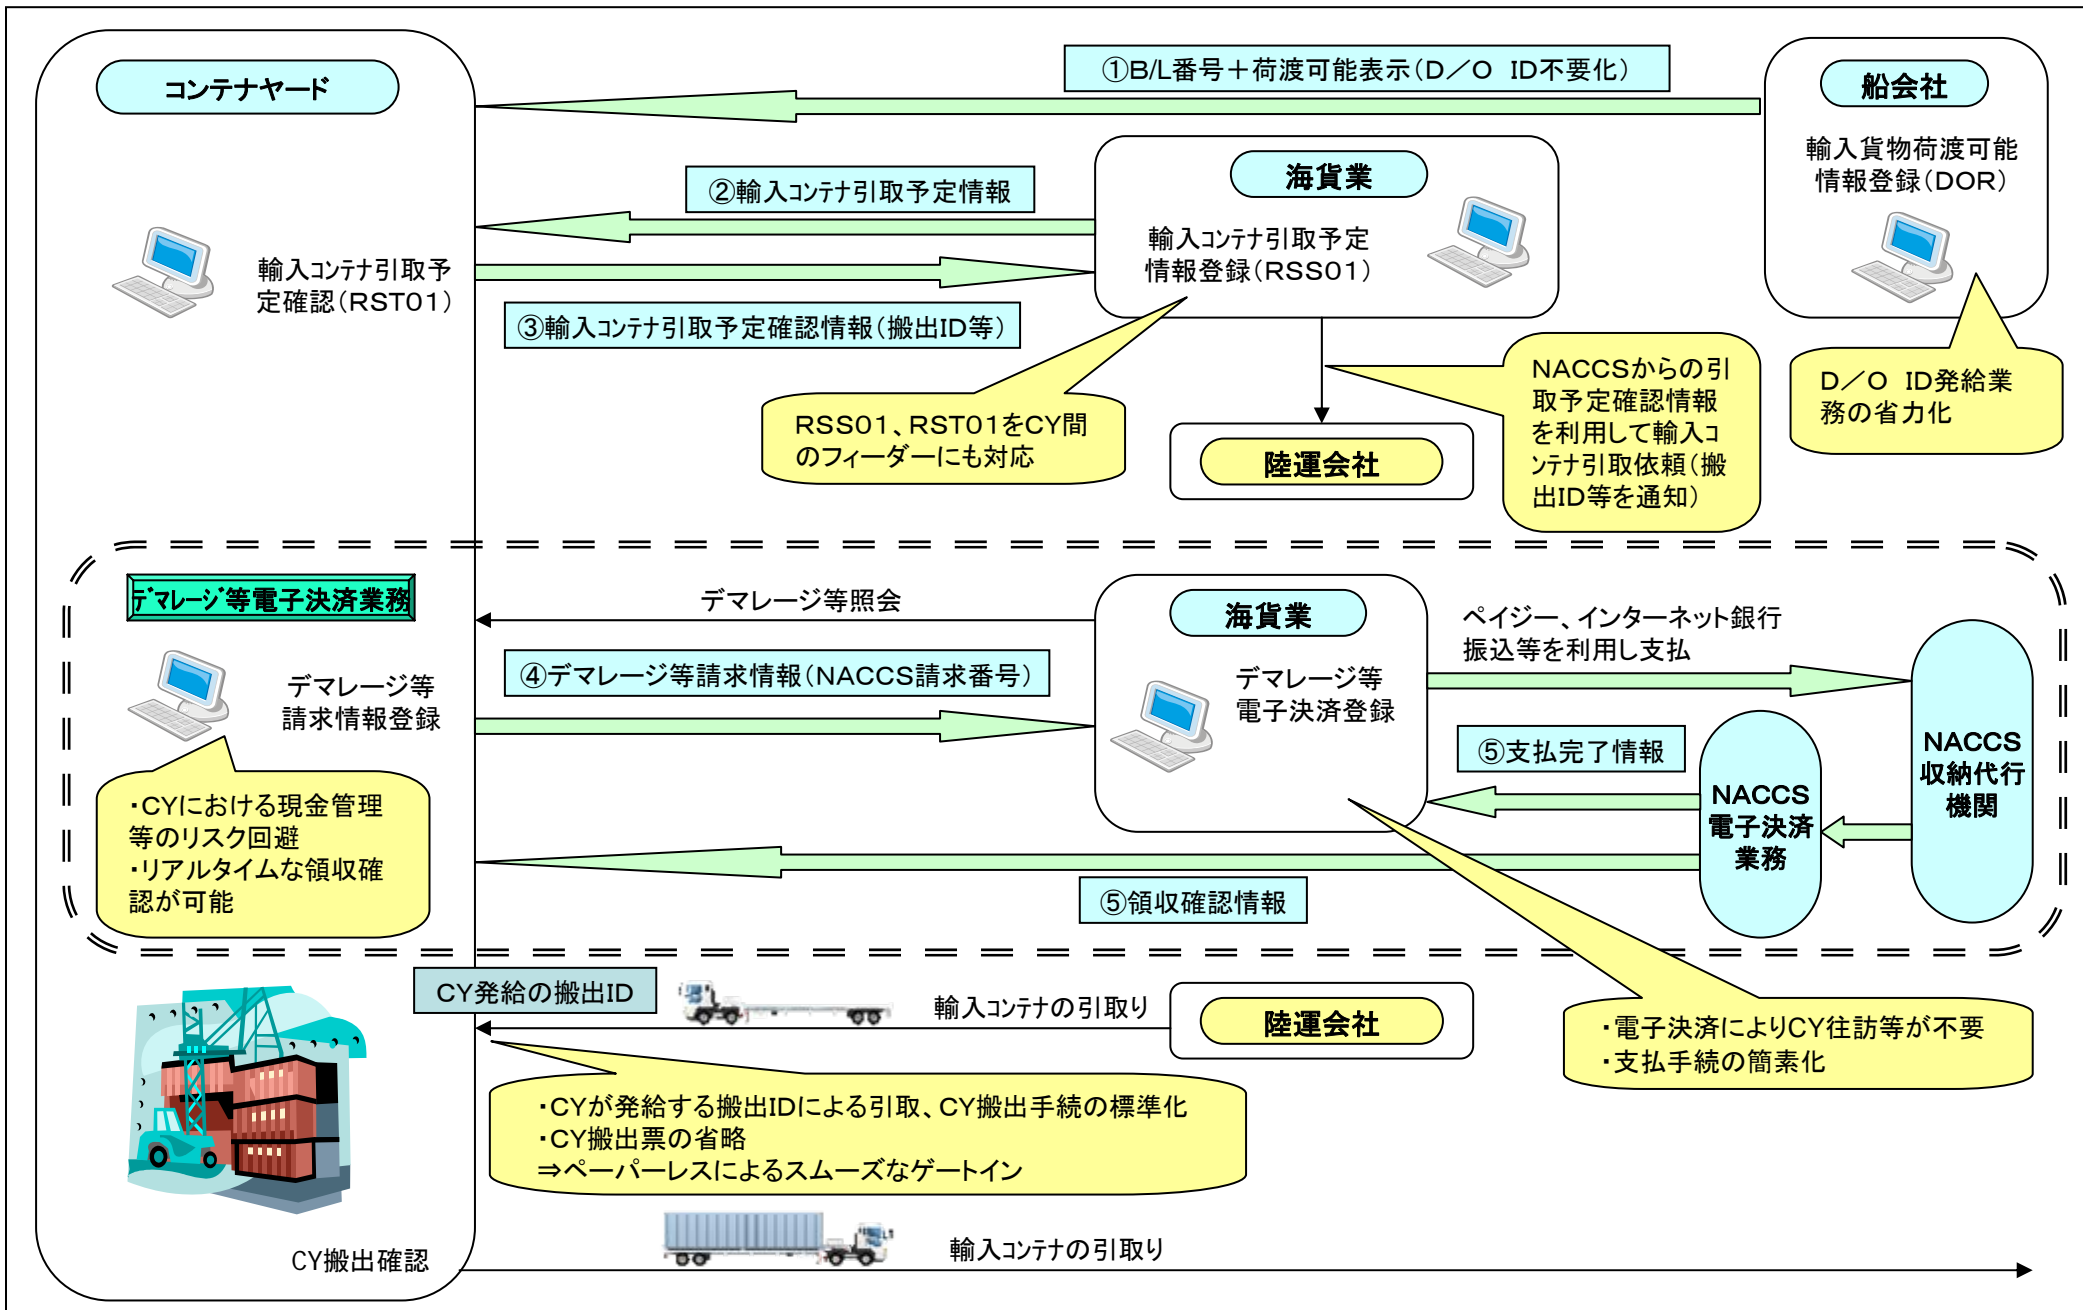 コンテナヤード
①B/L番号＋荷渡可能表示（D／O ID不要化）
船会社
輸入貨物荷渡可能
情報登録（DOR）
②輸入コンテナ引取予定情報
海貨業
輸入コンテナ引取予定
情報登録（RSS01）
輸入コンテナ引取予
定確認（RST01）
③輸入コンテナ引取予定確認情報（搬出ID等）
RSS01、RST01をCY間
のフィーダーにも対応
NACCSからの引
取予定確認情報
を利用して輸入コ
ンテナ引取依頼（搬
出ID等を通知）
D／O ID発給業
務の省力化
陸運会社
デマレージ等電子決済業務
デマレージ等照会
海貨業
ペイジー、インターネット銀行
振込等を利用し支払
デマレージ等
請求情報登録
④デマレージ等請求情報（NACCS請求番号）
デマレージ等
電子決済登録
⑤支払完了情報
NACCS
電子決済
業務
NACCS
収納代行
機関
・CYにおける現金管理
等のリスク回避
・リアルタイムな領収確
認が可能
⑤領収確認情報
CY発給の搬出ID
輸入コンテナの引取り
陸運会社
・電子決済によりCY往訪等が不要
・支払手続の簡素化
・CYが発給する搬出IDによる引取、CY搬出手続の標準化
・CY搬出票の省略
⇒ペーパーレスによるスムーズなゲートイン
CY搬出確認
輸入コンテナの引取り